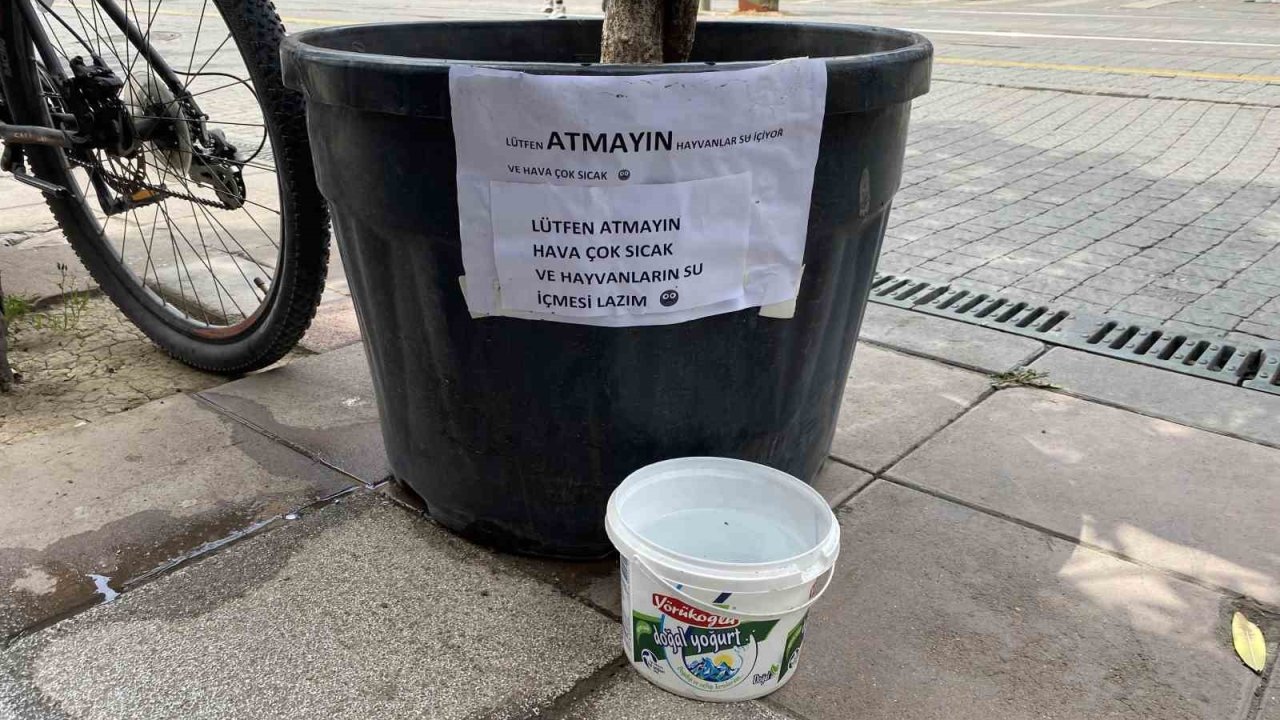 LÜTFEN ATMAYIN HAYVANLAR SU İÇİYOR
VE HAVA ÇOK SICAK
LÜTFEN ATMAYIN
HAVA ÇOK SICAK
VE HAYVANLARIN SU
İÇMESİ LAZIM
Yörükoğlu
doğal yoğurt